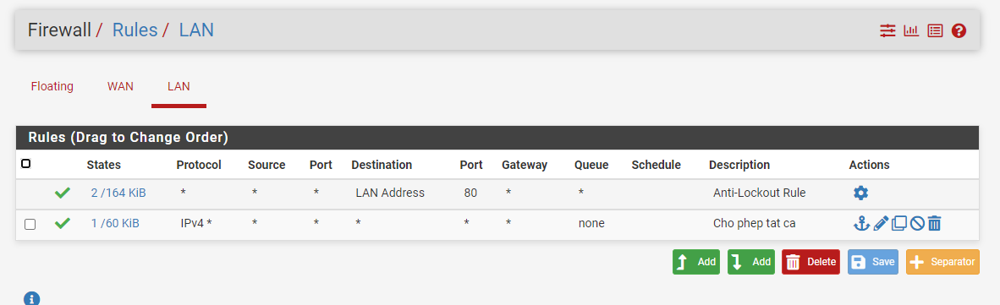 Firewall / Rules / LAN
Floating WAN LAN
Rules (Drag to Change Order)
States Protocol Source Port Destination Port Gateway Queue Schedule Description Actions
2 /164 KiB * * * LAN Address 80 * * Anti-Lockout Rule
1 /60 KiB IPv4 * * * * * * none Cho phep tat ca
Add Add Delete Save Separator